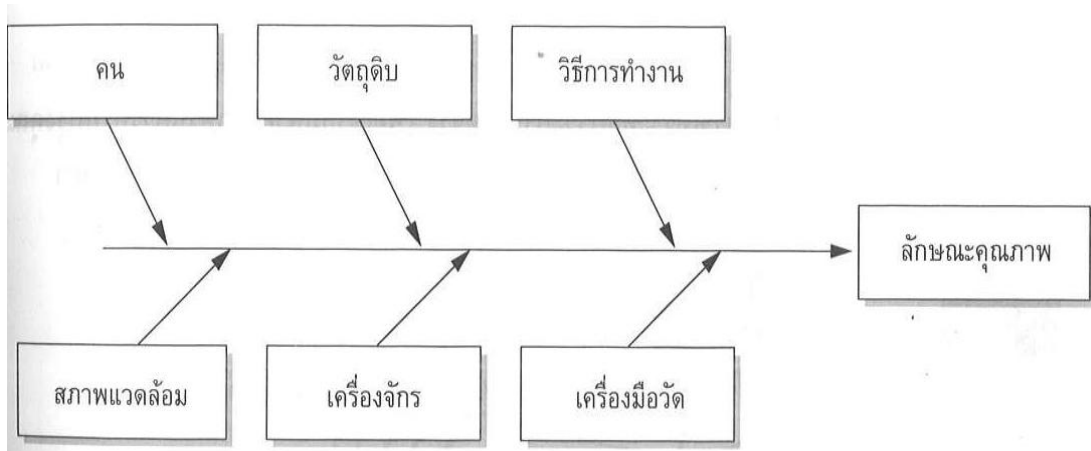 คน
วัตถุดิบ
วิธีการทำงาน
ลักษณะคุณภาพ
สภาพแวดล้อม
เครื่องจักร
เครื่องมือวัด